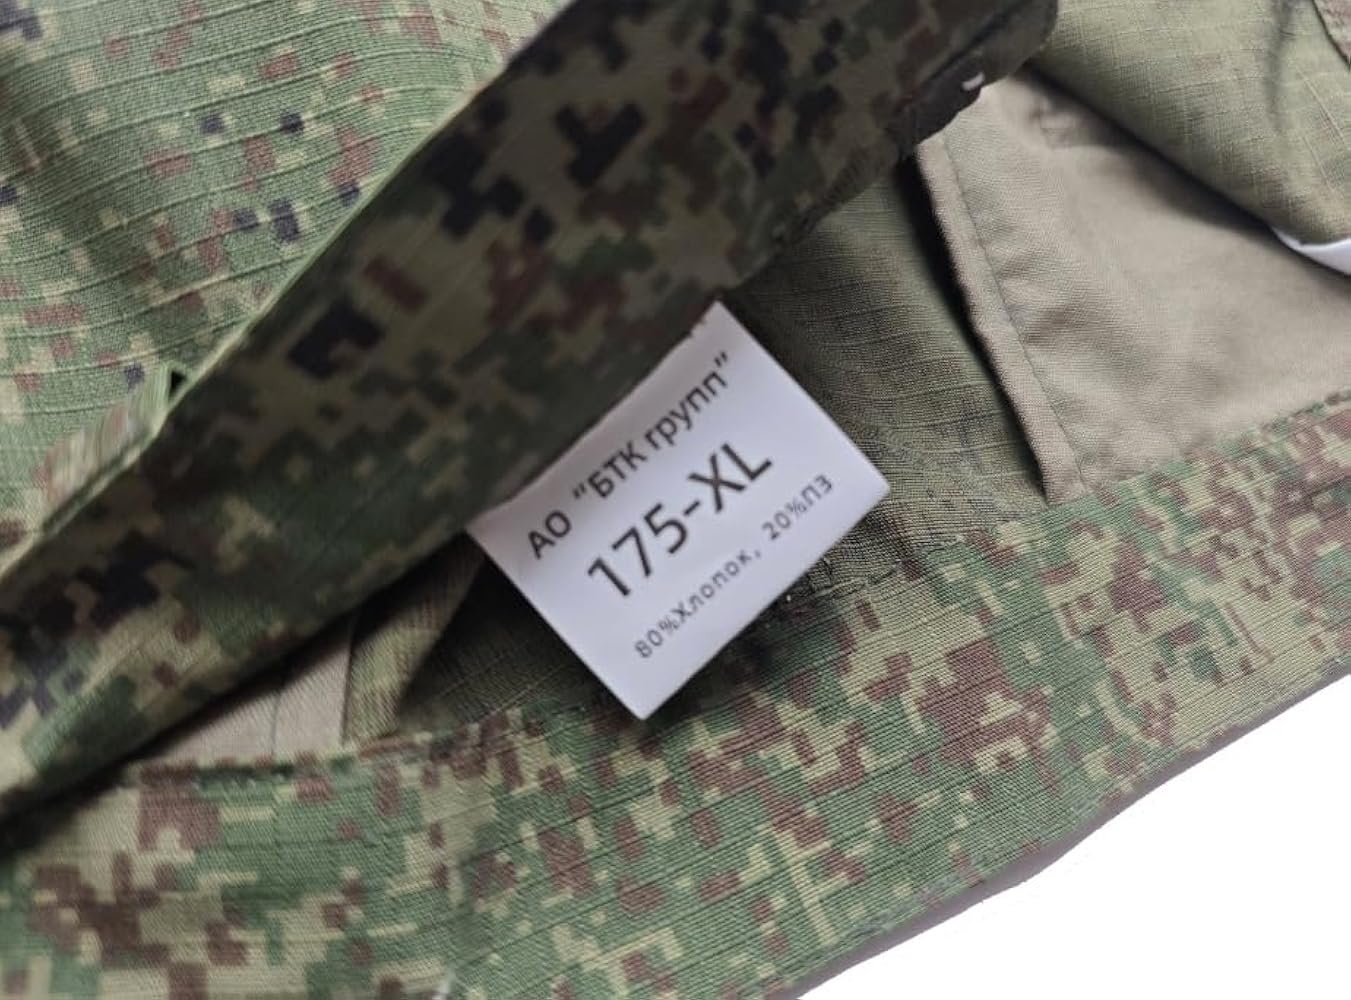 АО “БТК групп”
175-XL
80%Хлопок, 20%ПЭ